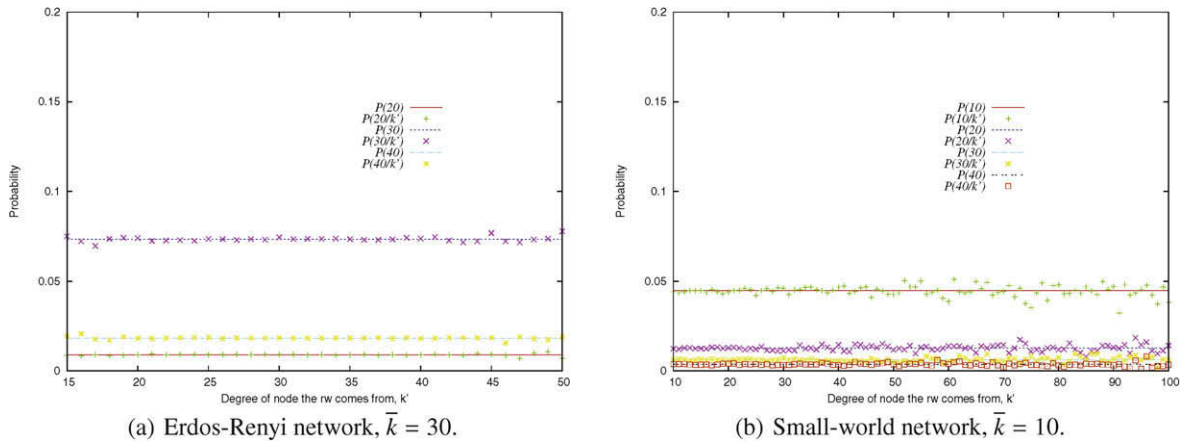 0.2
0.15
0.1
0.05
0
Probability
P(20)
P(20/k')
P(30)
P(30/k')
P(40)
P(40/k')
15 20 25 30 35 40 45 50
Degree of node the rw comes from, k'
(a) Erdos-Renyi network, k̅ = 30.
0.2
0.15
0.1
0.05
0
Probability
P(10)
P(10/k')
P(20)
P(20/k')
P(30)
P(30/k')
P(40)
P(40/k')
10 20 30 40 50 60 70 80 90 100
Degree of node the rw comes from, k'
(b) Small-world network, k̅ = 10.